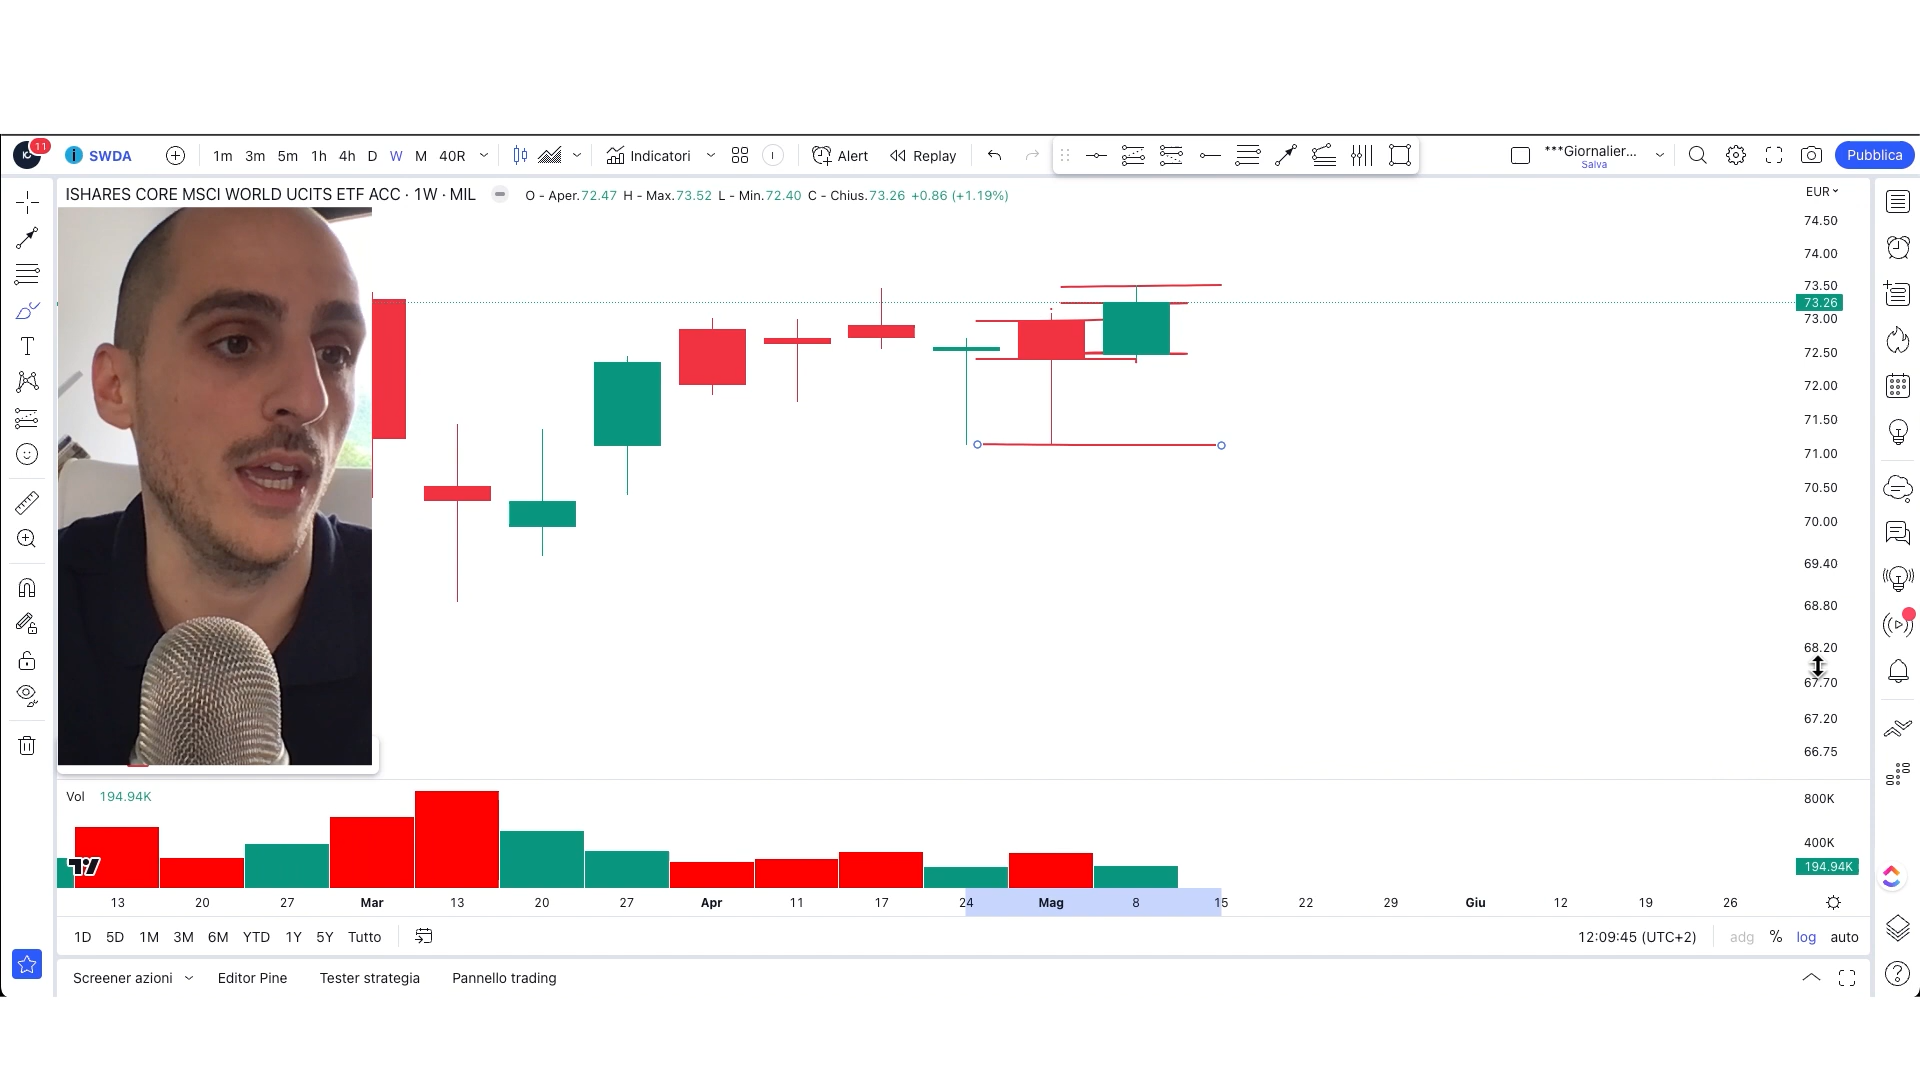 11
SWDA
1m 3m 5m 1h 4h D W M 40R
Indicatori
Alert
Replay
***Giornalier...
Salva
Pubblica
ISHARES CORE MSCI WORLD UCITS ETF ACC · 1W · MIL
O - Aper.72.47 H - Max.73.52 L - Min.72.40 C - Chius.73.26 +0.86 (+1.19%)
EUR
74.50
74.00
73.50
73.26
73.00
72.50
72.00
71.50
71.00
70.50
70.00
69.40
68.80
68.20
67.70
67.20
66.75
Vol 194.94K
800K
400K
194.94K
13 20 27 Mar 13 20 27 Apr 11 17 24 Mag 8 15 22 29 Giu 12 19 26
1D 5D 1M 3M 6M YTD 1Y 5Y Tutto
12:09:45 (UTC+2)
adg % log auto
Screener azioni
Editor Pine
Tester strategia
Pannello trading